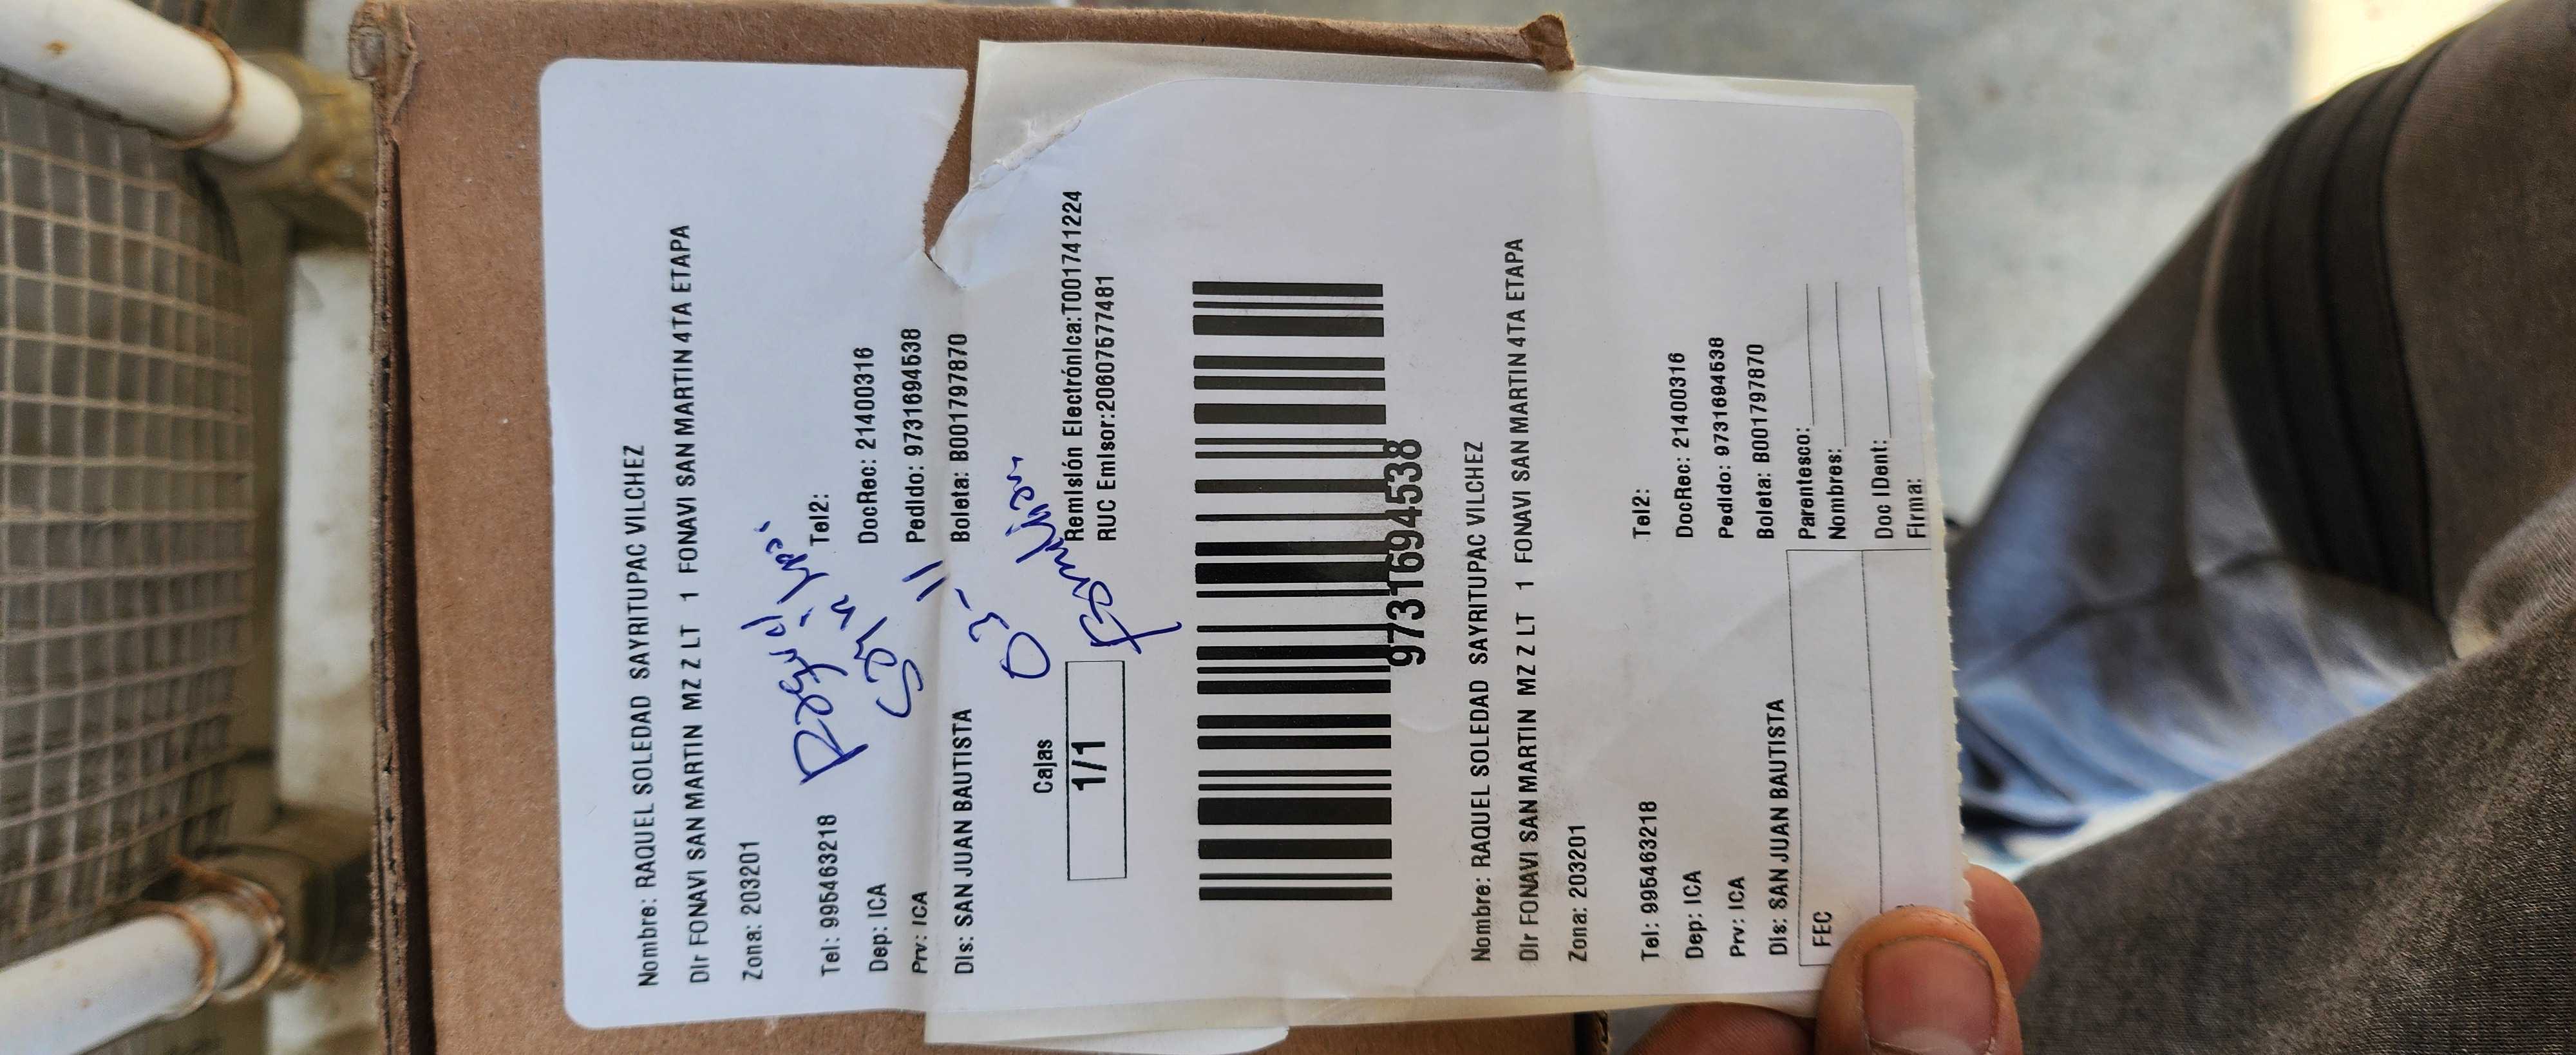 Nombre: RAQUEL SOLEDAD SAYRITUPAC VILCHEZ
DIr FONAVI SAN MARTIN MZ Z LT 1 FONAVI SAN MARTIN 4TA ETAPA
Zona: 203201
Tel: 995463218 Tel2:
Dep: ICA DocRec: 21400316
Prv: ICA Pedido: 9731694538
Dis: SAN JUAN BAUTISTA Boleta: B001797870
03-11
Familiar
Cajas
1/1
Remisión Electrónica:T001741224
RUC Emisor:20607577481
9731694538
Nombre: RAQUEL SOLEDAD SAYRITUPAC VILCHEZ
DIr FONAVI SAN MARTIN MZ Z LT 1 FONAVI SAN MARTIN 4TA ETAPA
Zona: 203201
Tel: 995463218 Tel2:
Dep: ICA DocRec: 21400316
Prv: ICA Pedido: 9731694538
Dis: SAN JUAN BAUTISTA Boleta: B001797870
FEC
Parentesco:
Nombres:
Doc IDent:
Firma: